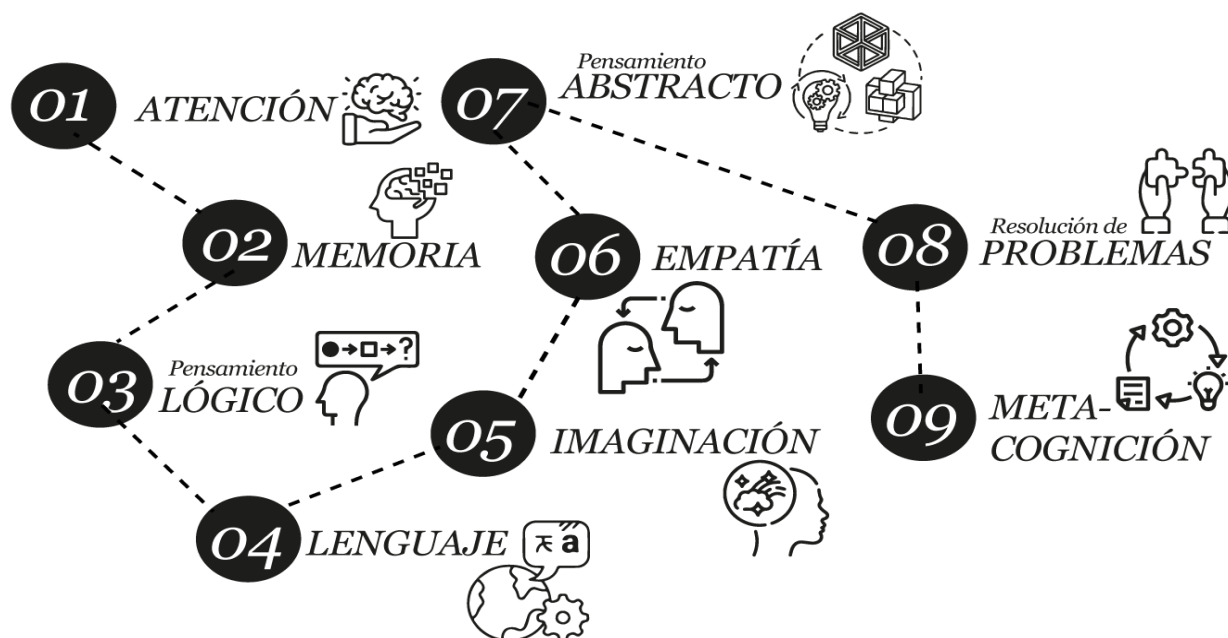 01
ATENCIÓN
02
MEMORIA
03
Pensamiento
LÓGICO
?
04
LENGUAJE
a
05
IMAGINACIÓN
06
EMPATÍA
07
Pensamiento
ABSTRACTO
08
Resolución de
PROBLEMAS
09
META-
COGNICIÓN